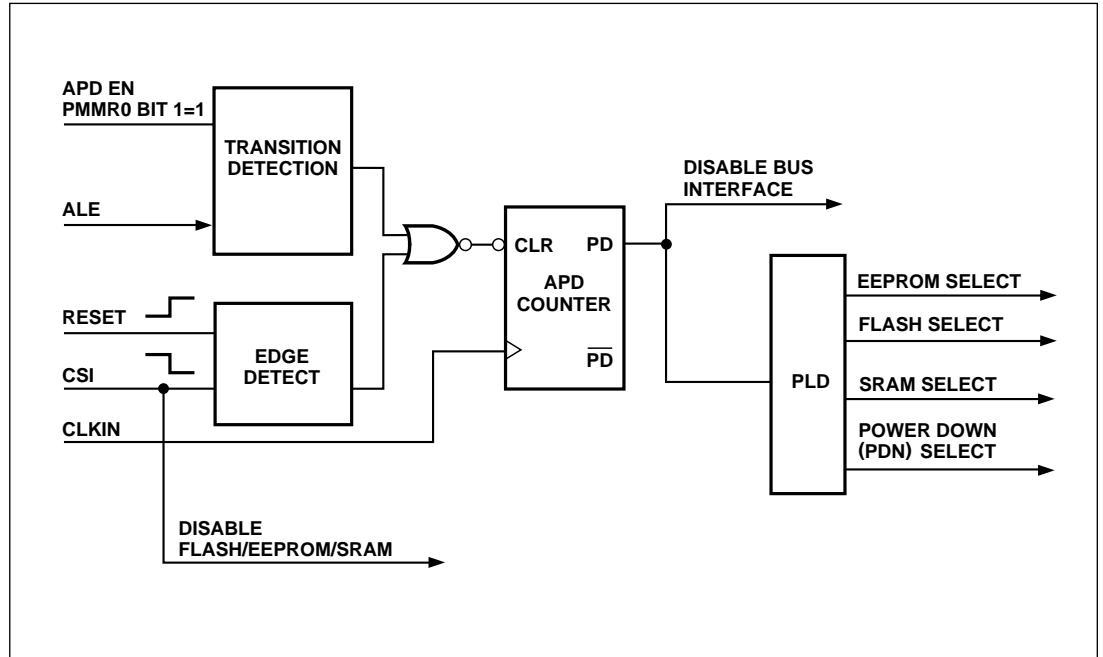 APD EN
PMMR0 BIT 1=1
TRANSITION
DETECTION
ALE
RESET
CSI
EDGE
DETECT
CLKIN
CLR
PD
APD
COUNTER
PD
DISABLE BUS
INTERFACE
PLD
EEPROM SELECT
FLASH SELECT
SRAM SELECT
POWER DOWN
(PDN) SELECT
DISABLE
FLASH/EEPROM/SRAM